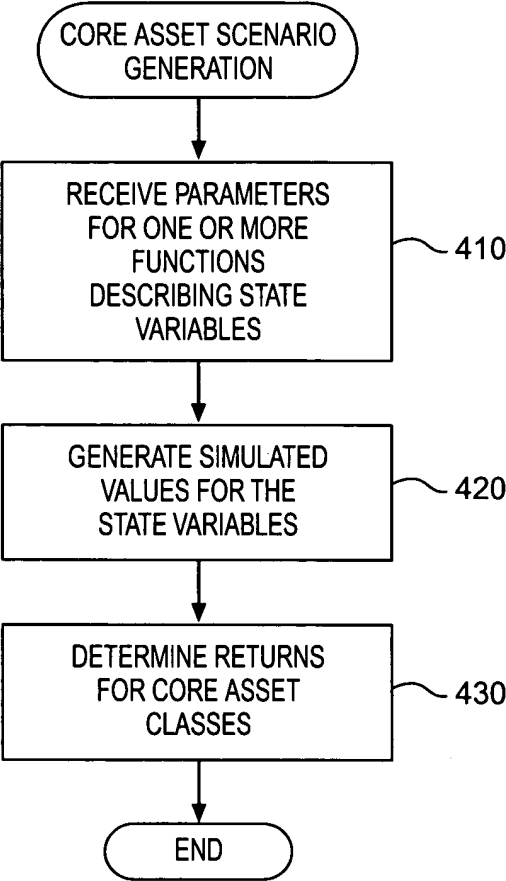 CORE ASSET SCENARIO
GENERATION
RECEIVE PARAMETERS
FOR ONE OR MORE
FUNCTIONS
DESCRIBING STATE
VARIABLES
410
GENERATE SIMULATED
VALUES FOR THE
STATE VARIABLES
420
DETERMINE RETURNS
FOR CORE ASSET
CLASSES
430
END